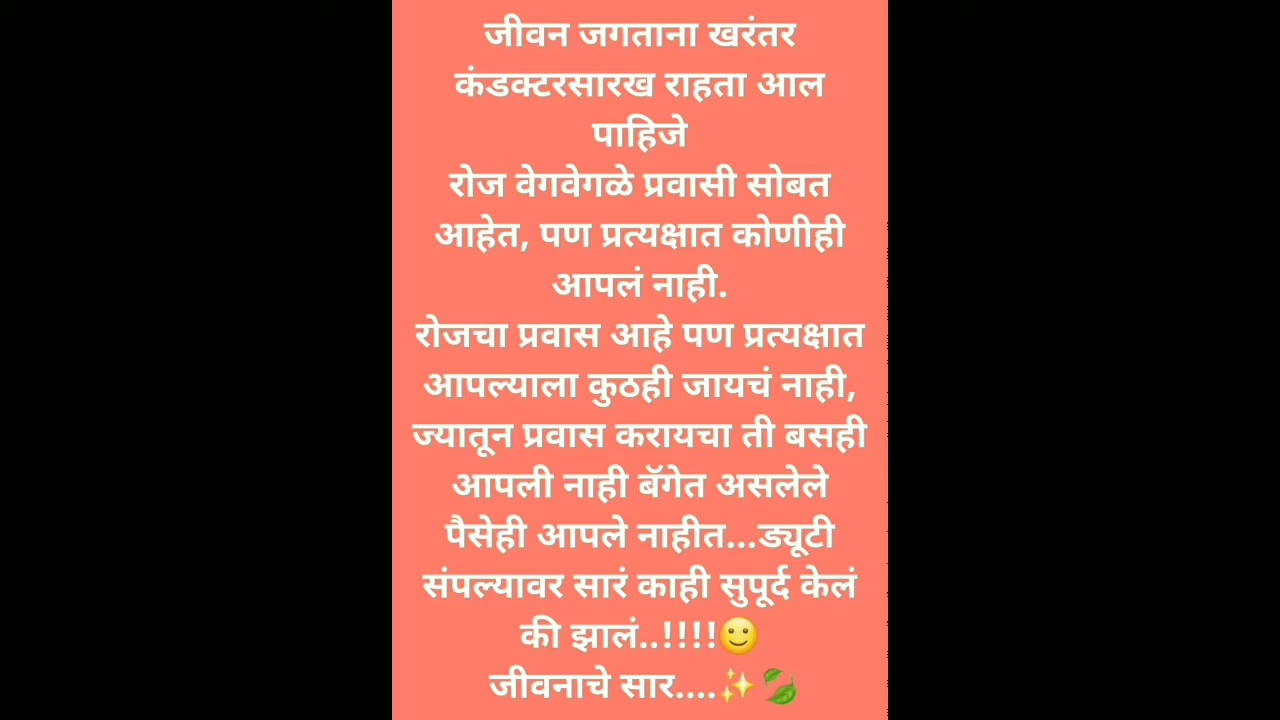 जीवन जगताना खरंतर
कंडक्टरसारख राहता आल
पाहिजे
रोज वेगवेगळे प्रवासी सोबत
आहेत, पण प्रत्यक्षात कोणीही
आपलं नाही.
रोजचा प्रवास आहे पण प्रत्यक्षात
आपल्याला कुठही जायचं नाही,
ज्यातून प्रवास करायचा ती बसही
आपली नाही बॅगेत असलेले
पैसेही आपले नाहीत...ड्यूटी
संपल्यावर सारं काही सुपूर्द केलं
की झालं..!!!!🙂
जीवनाचे सार....✨🍃